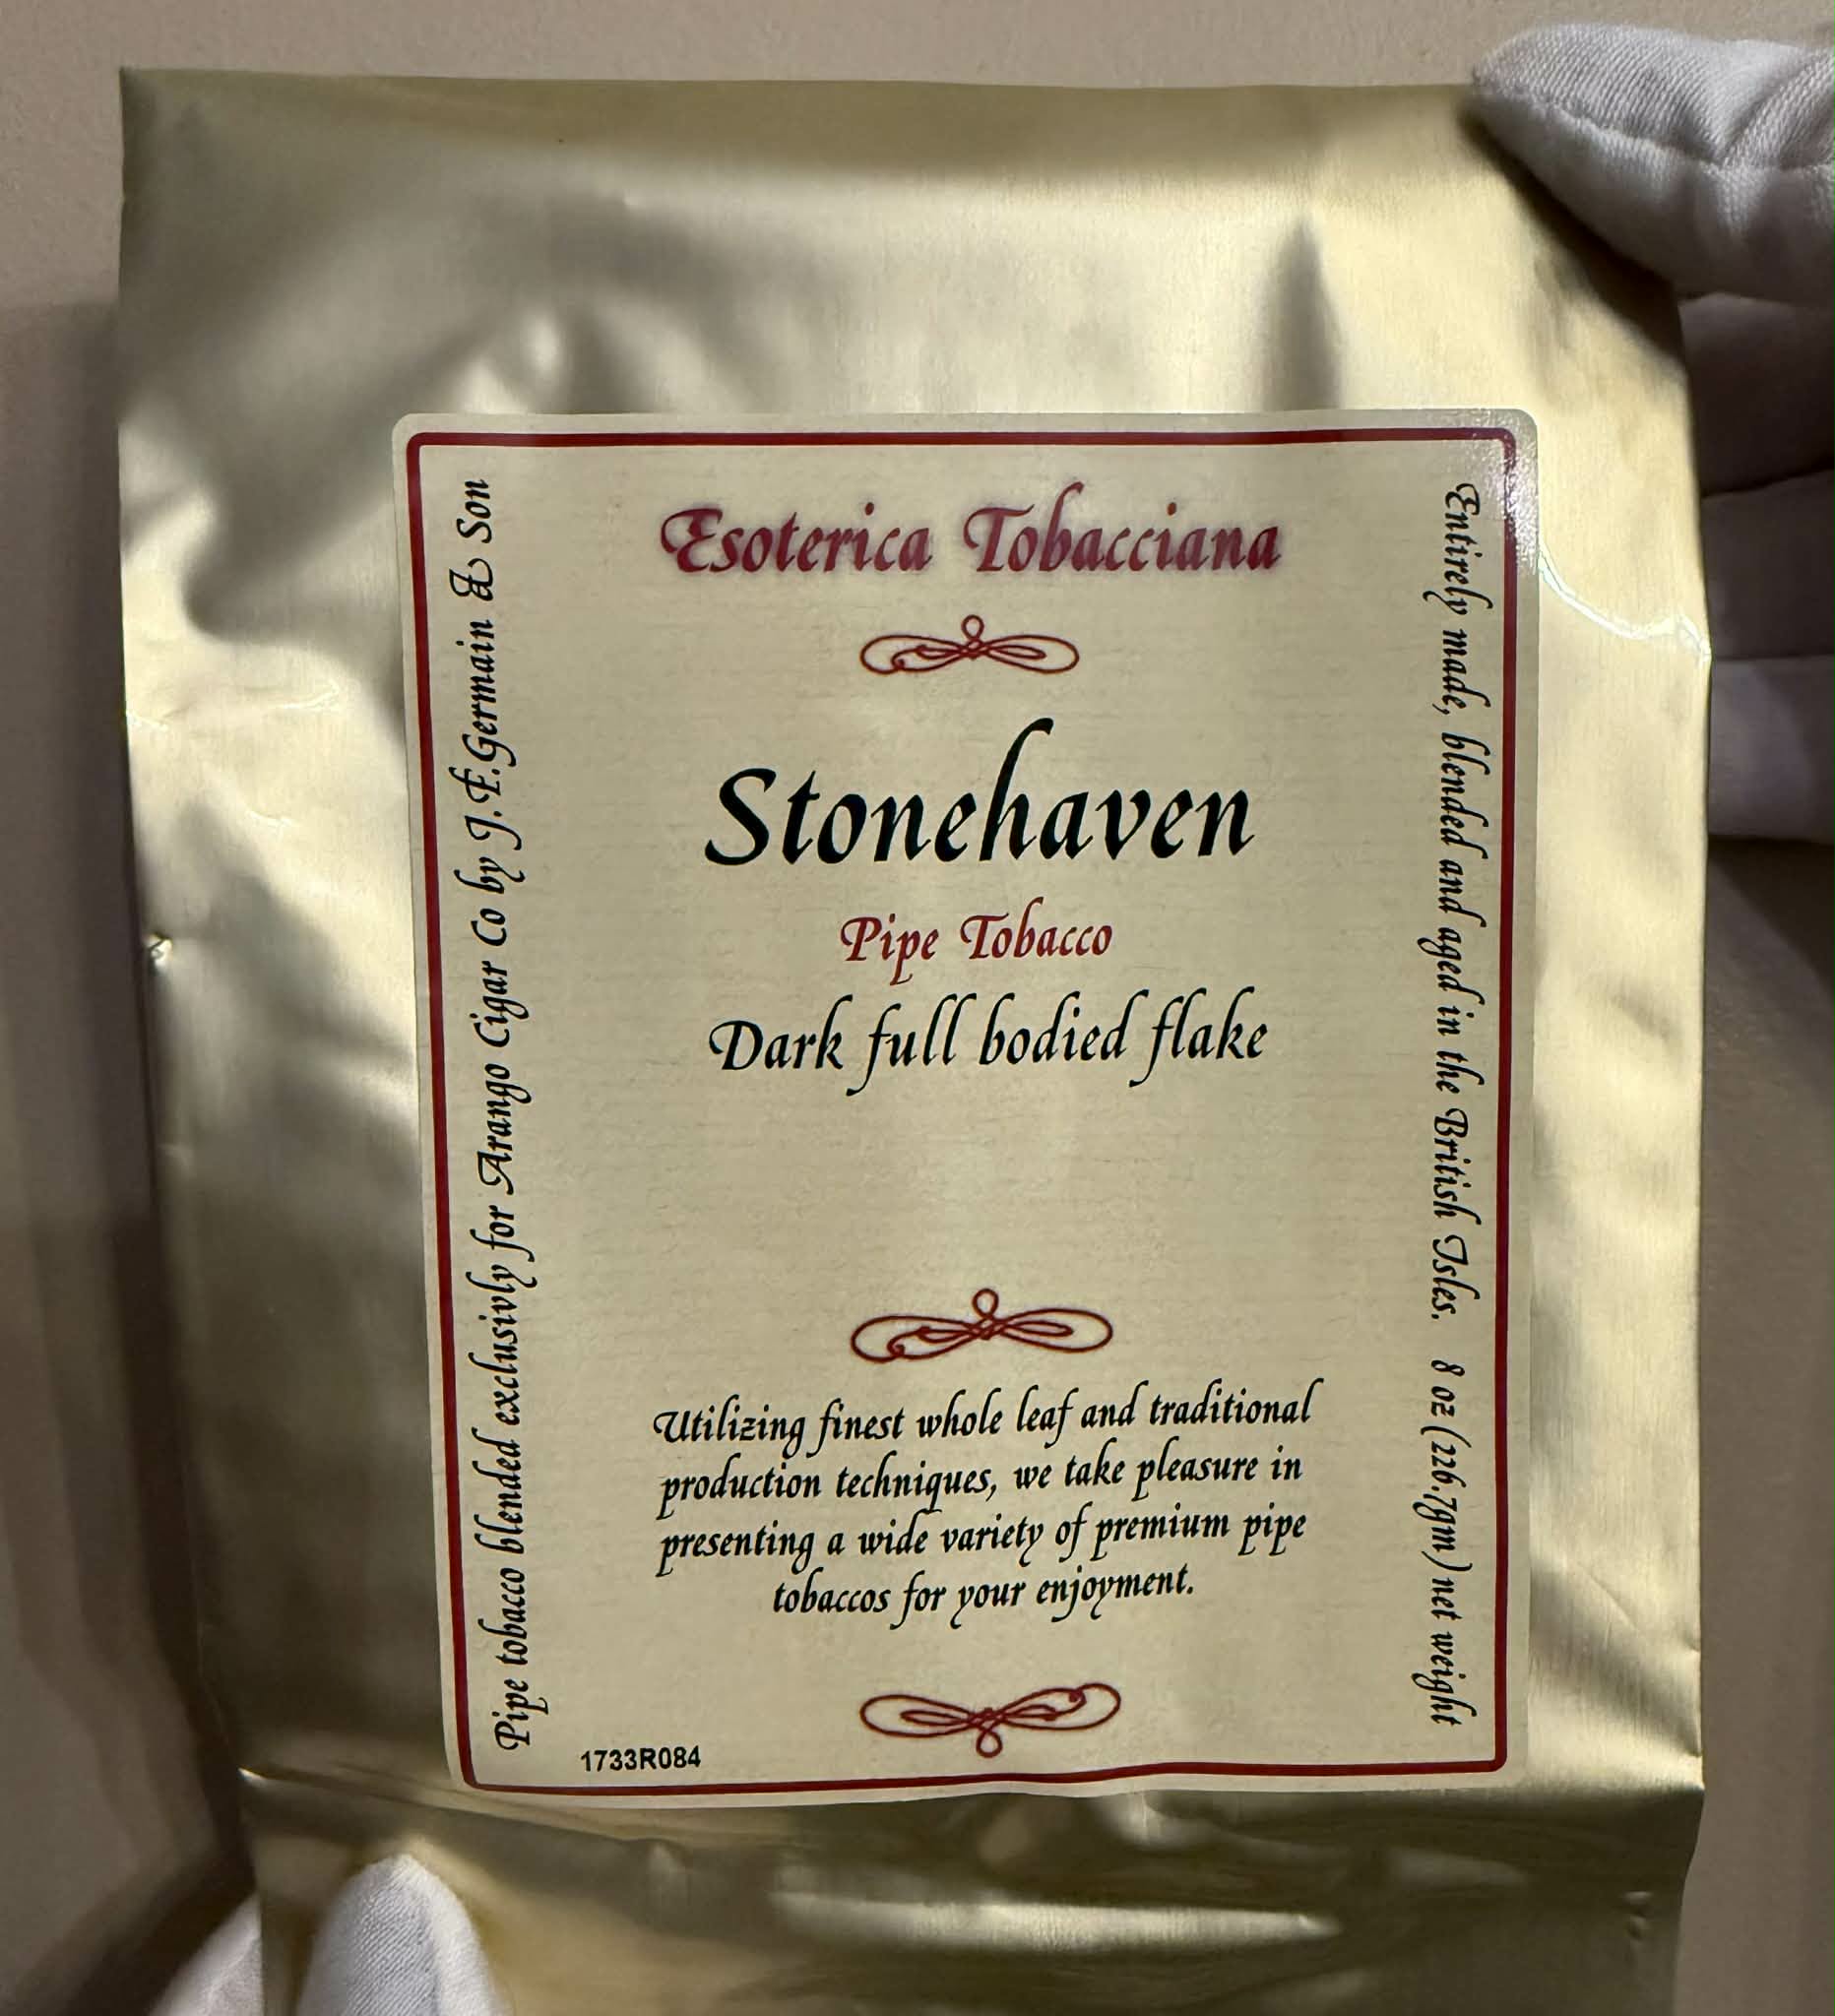 Esoterica Tobacciana
Stonehaven
Pipe Tobacco
Dark full bodied flake
Utilizing finest whole leaf and traditional
production techniques, we take pleasure in
presenting a wide variety of premium pipe
tobaccos for your enjoyment.
1733R084
Pipe tobacco blended exclusivly for Arango Cigar Co by J.F.Germain & Son
Entirely made, blended and aged in the British Isles. 8 oz (226.7gm) net weight